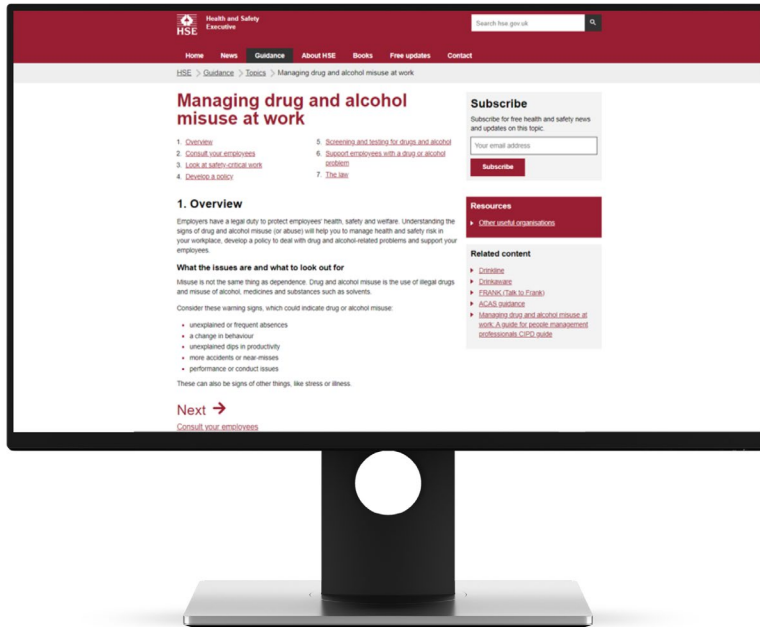 HSE
Health and Safety
Executive
Search hse.gov.uk
Home News Guidance About HSE Books Free updates Contact
HSE > Guidance > Topics > Managing drug and alcohol misuse at work
Managing drug and alcohol
misuse at work
1. Overview
2. Consult your employees
3. Look at safety-critical work
4. Develop a policy
5. Screening and testing for drugs and alcohol
6. Support employees with a drug or alcohol
problem
7. The law
1. Overview
Employers have a legal duty to protect employees' health, safety and welfare. Understanding the
signs of drug and alcohol misuse (or abuse) will help you to manage health and safety risk in
your workplace, develop a policy to deal with drug and alcohol-related problems and support your
employees.
What the issues are and what to look out for
Misuse is not the same thing as dependence. Drug and alcohol misuse is the use of illegal drugs
and misuse of alcohol, medicines and substances such as solvents.
Consider these warning signs, which could indicate drug or alcohol misuse:
• unexplained or frequent absences
• a change in behaviour
• unexplained dips in productivity
• more accidents or near-misses
• performance or conduct issues
These can also be signs of other things, like stress or illness.
Next →
Consult your employees
Subscribe
Subscribe for free health and safety news
and updates on this topic.
Your email address
Subscribe
Resources
Other useful organisations
Related content
Drinkline
Drinkaware
FRANK (Talk to Frank)
ACAS guidance
Managing drug and alcohol misuse at
work: A guide for people management
professionals CIPD guide